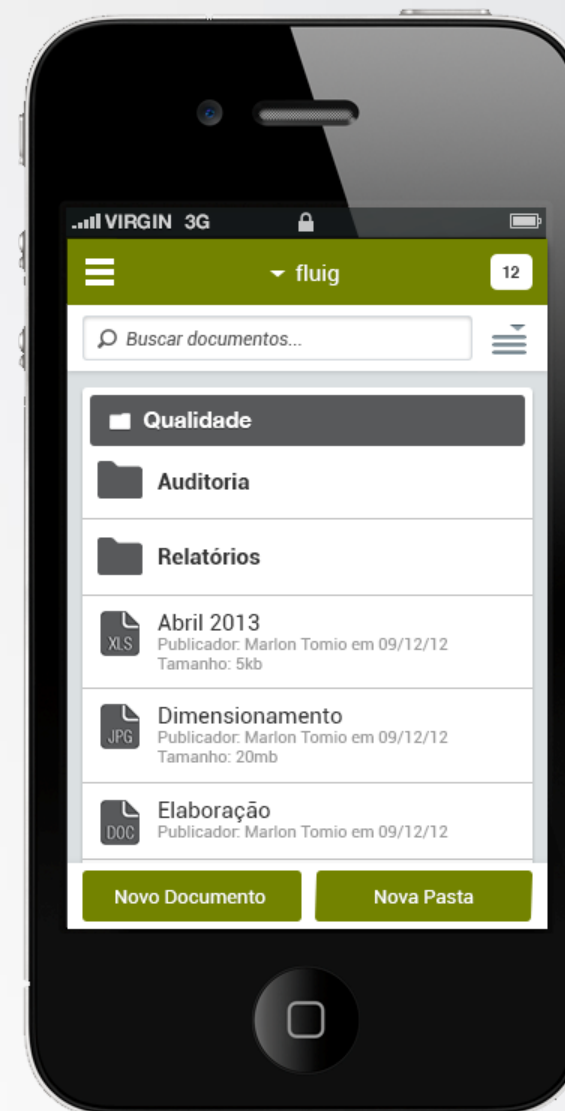 VIRGIN 3G
fluig
12
Buscar documentos...
Qualidade
Auditoria
Relatórios
XLS
Abril 2013
Publicador: Marlon Tomio em 09/12/12
Tamanho: 5kb
JPG
Dimensionamento
Publicador: Marlon Tomio em 09/12/12
Tamanho: 20mb
DOC
Elaboração
Publicador: Marlon Tomio em 09/12/12
Novo Documento
Nova Pasta